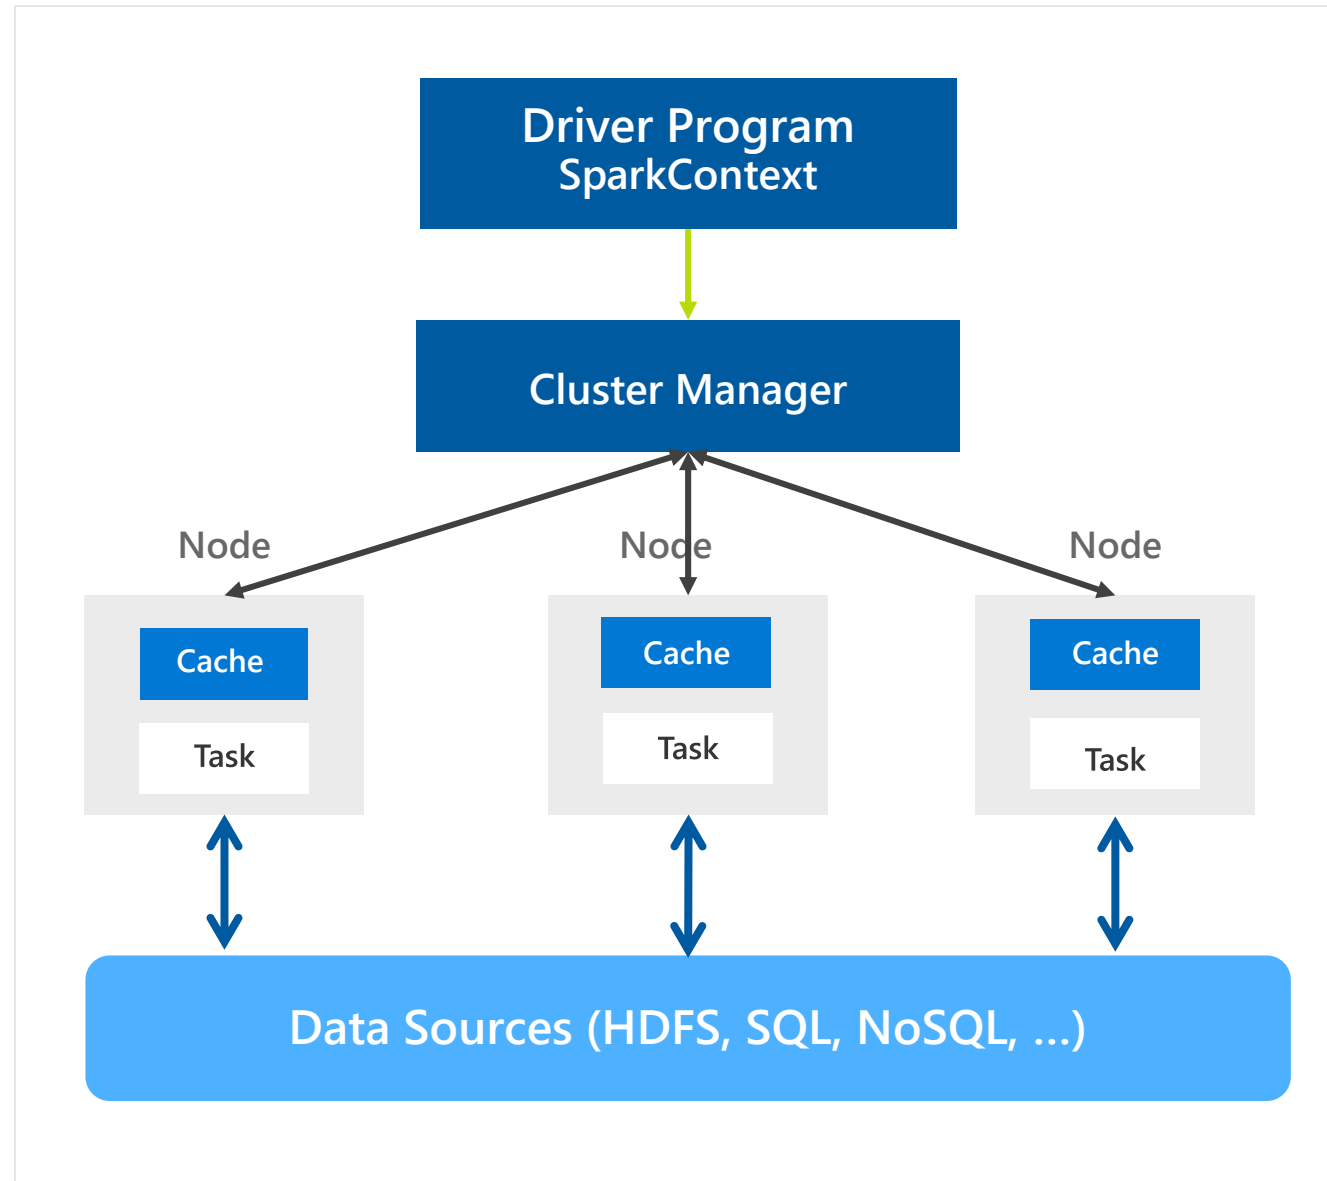 Driver Program
SparkContext
Cluster Manager
Node
Node
Node
Cache
Cache
Cache
Task
Task
Task
Data Sources (HDFS, SQL, NoSQL, ...)